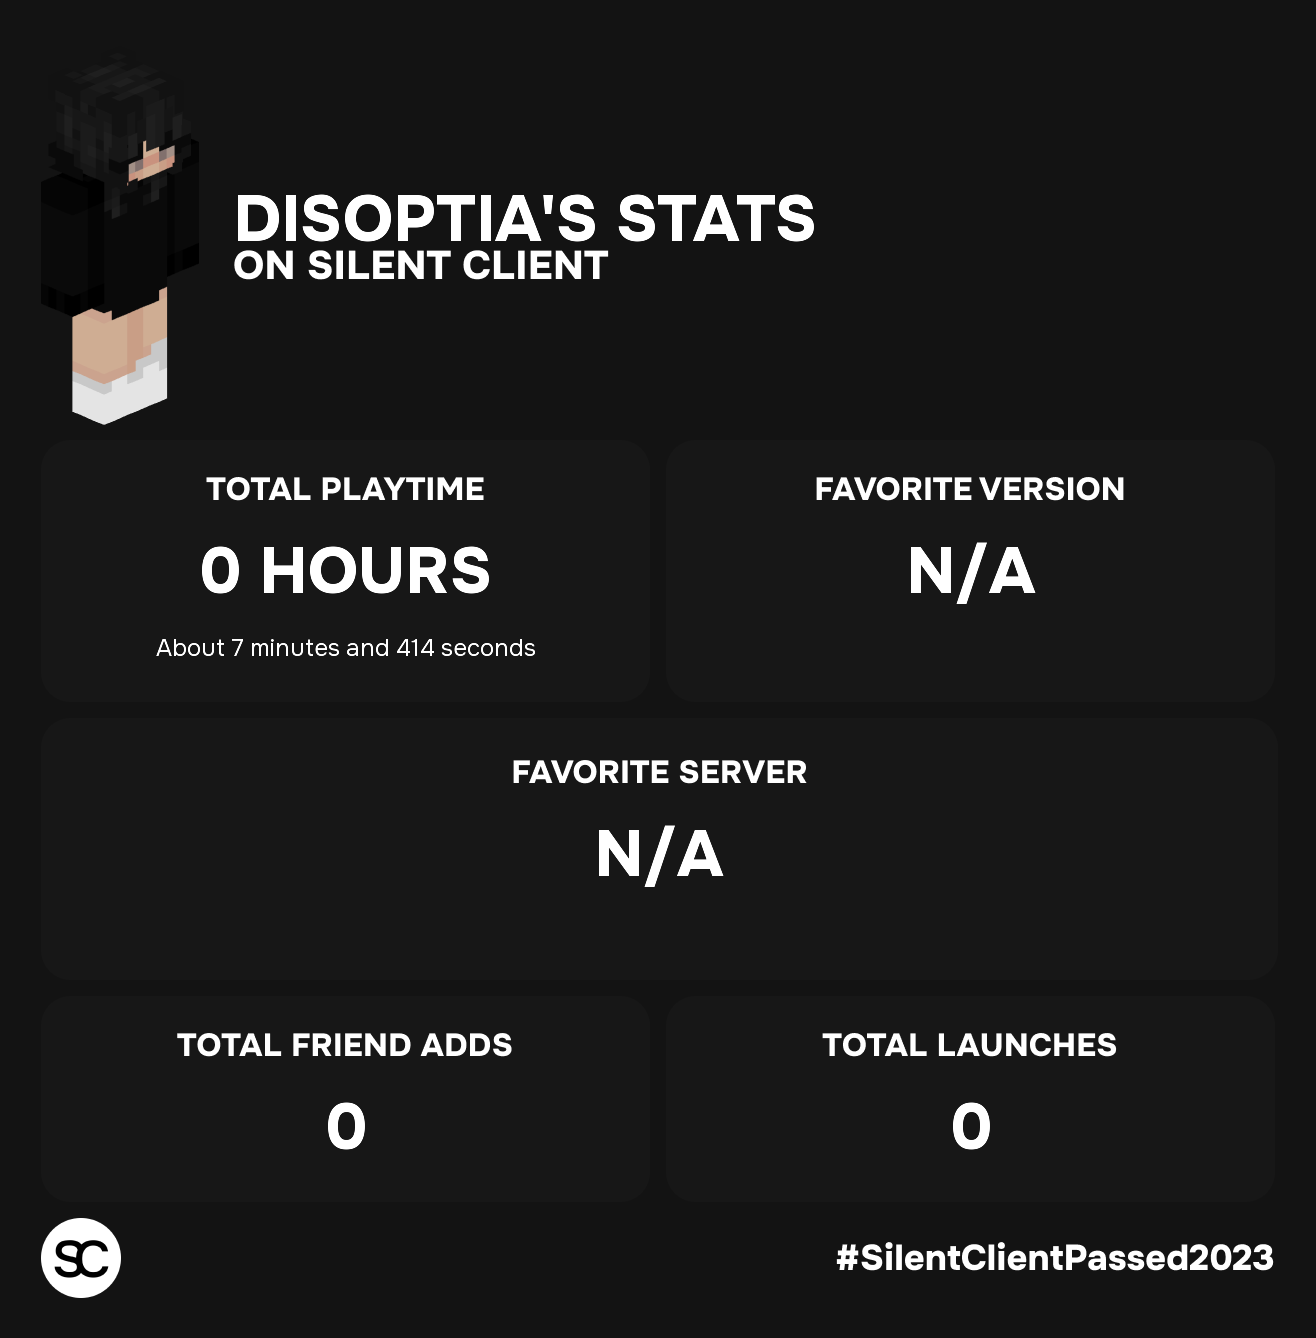 DISOPTIA'S STATS
ON SILENT CLIENT
TOTAL PLAYTIME
0 HOURS
About 7 minutes and 414 seconds
FAVORITE VERSION
N/A
FAVORITE SERVER
N/A
TOTAL FRIEND ADDS
0
TOTAL LAUNCHES
0
SC
#SilentClientPassed2023